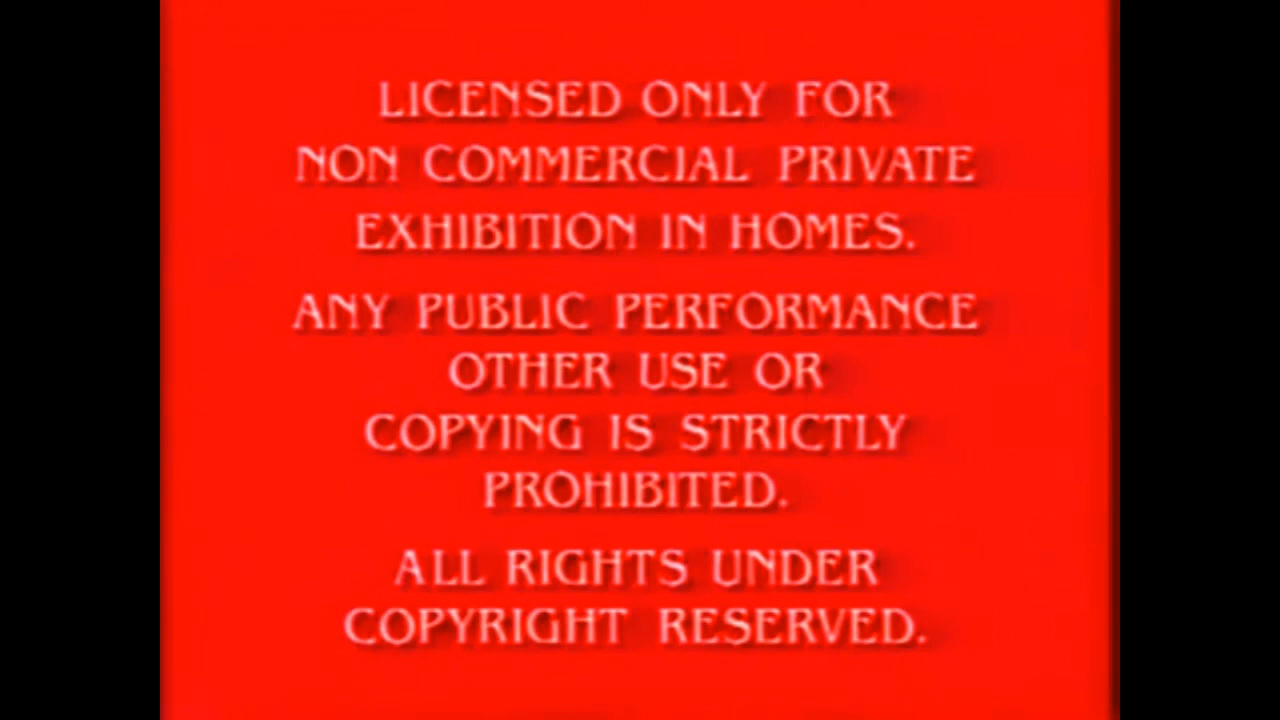 LICENSED ONLY FOR
NON COMMERCIAL PRIVATE
EXHIBITION IN HOMES.
ANY PUBLIC PERFORMANCE
OTHER USE OR
COPYING IS STRICTLY
PROHIBITED.
ALL RIGHTS UNDER
COPYRIGHT RESERVED.